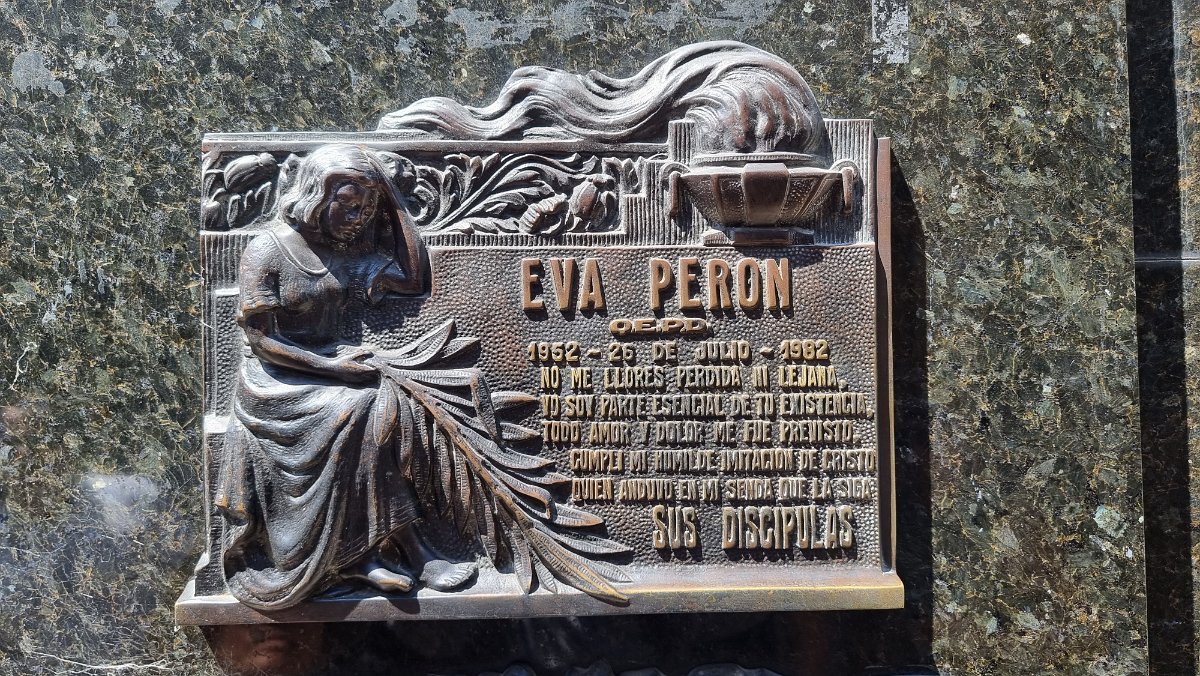 EVA PERON
Q.E.P.D.
1952 - 26 DE JULIO - 1982
NO ME LLORES PERDIDA NI LEJANA,
YO SOY PARTE ESENCIAL DE TU EXISTENCIA,
TODO AMOR Y DOLOR ME FUE PREVISTO.
CUMPLI MI HUMILDE IMITACION DE CRISTO
QUIEN ANDUVO EN MI SENDA QUE LA SIGA.
SUS DISCIPULAS